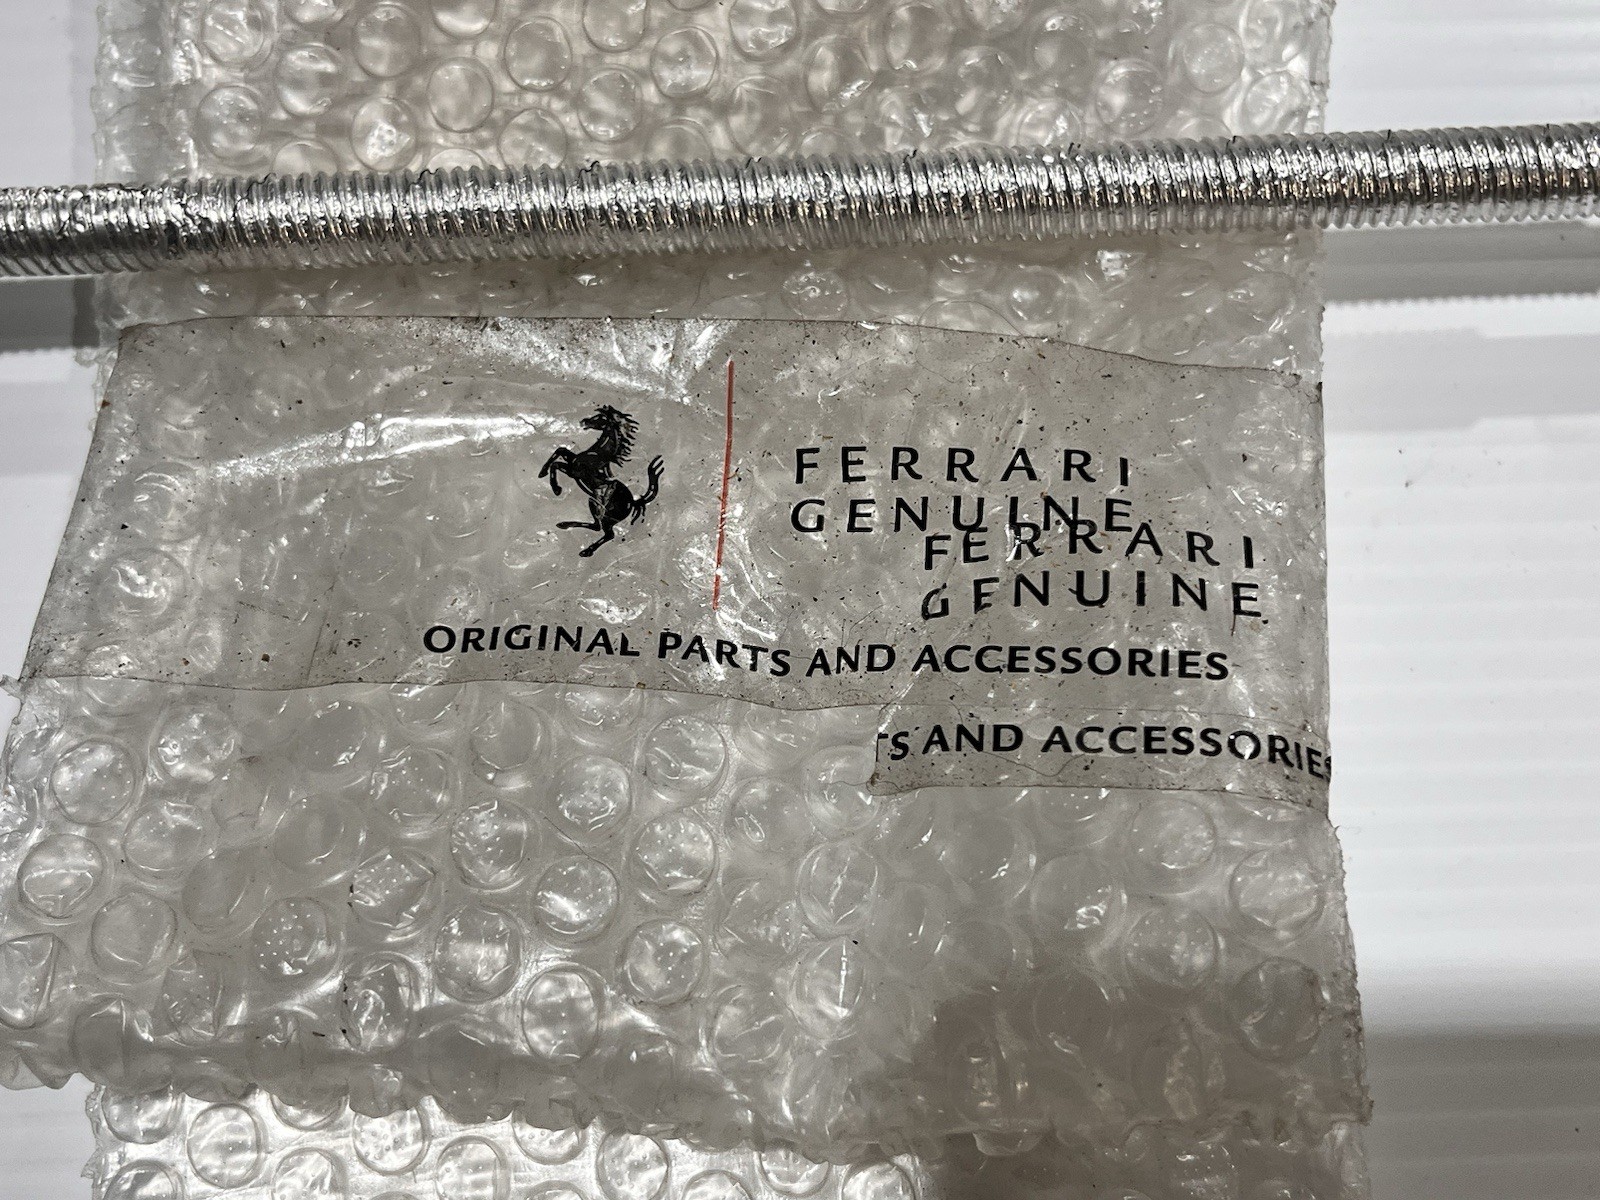 FERRARI
GENUINE
FERRARI
GENUINE
ORIGINAL PARTS AND ACCESSORIES
TS AND ACCESSORIES